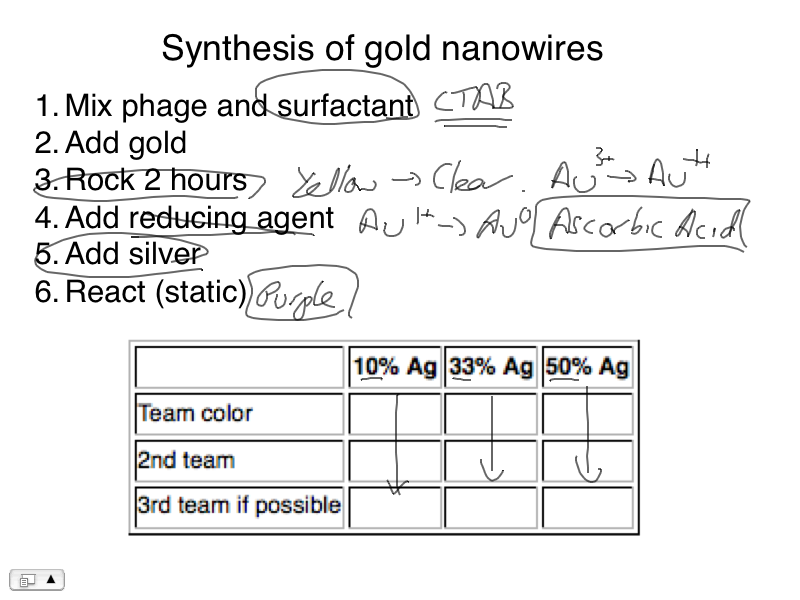 Synthesis of gold nanowires
1. Mix phage and surfactant CTAB
2. Add gold
3. Rock 2 hours Yellow → Clear. Au3+ → Au1+
4. Add reducing agent Au1+ → Au0 Ascorbic Acid
5. Add silver
6. React (static) Purple
10% Ag 33% Ag 50% Ag
Team color
2nd team
3rd team if possible